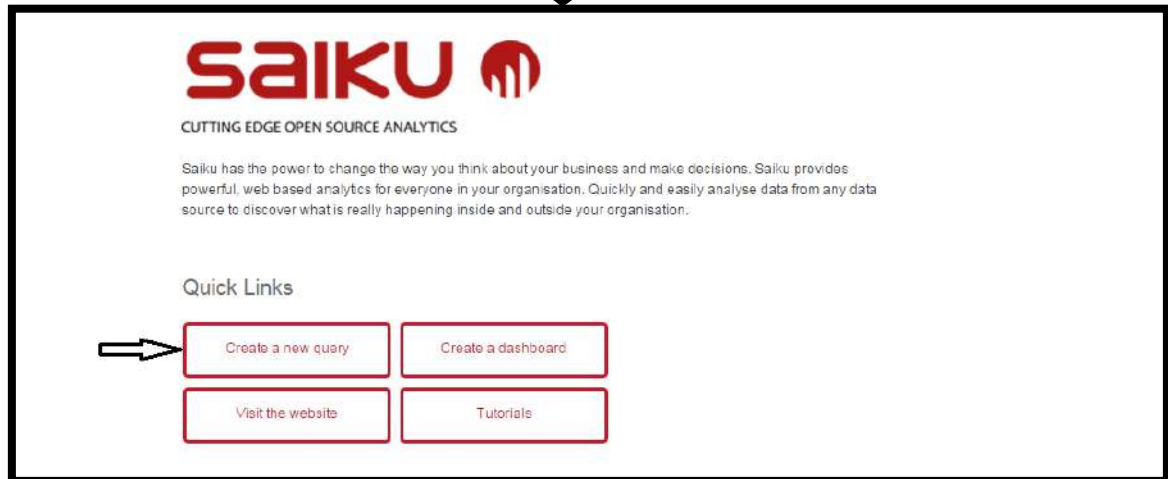 saiku
CUTTING EDGE OPEN SOURCE ANALYTICS
Saiku has the power to change the way you think about your business and make decisions. Saiku provides
powerful, web based analytics for everyone in your organisation. Quickly and easily analyse data from any data
source to discover what is really happening inside and outside your organisation.
Quick Links
Create a new query
Create a dashboard
Visit the website
Tutorials